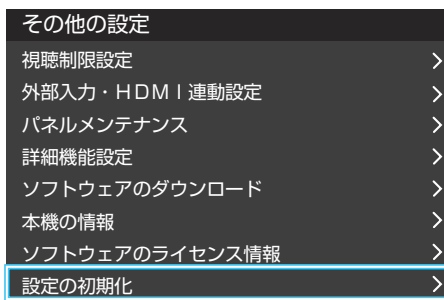 その他の設定
視聴制限設定
外部入力・HDMI連動設定
パネルメンテナンス
詳細機能設定
ソフトウェアのダウンロード
本機の情報
ソフトウェアのライセンス情報
設定の初期化